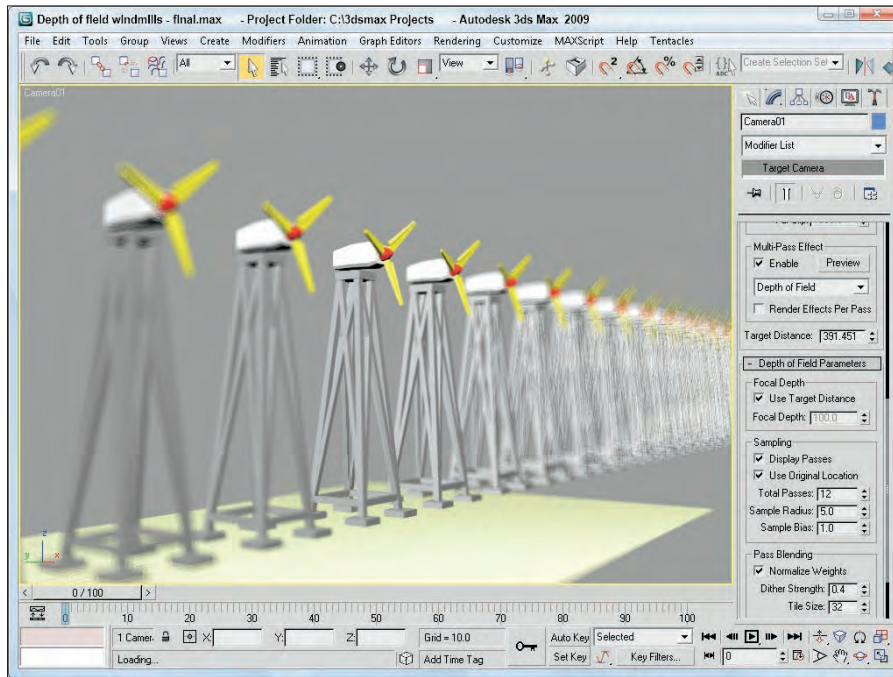 Depth of field windmills - final.max - Project Folder: C:\3dsmax Projects - Autodesk 3ds Max 2009
File Edit Tools Group Views Create Modifiers Animation Graph Editors Rendering Customize MAXScript Help Tentacles
All View Create Selection Set
Camera01
Camera01
Modifier List
Target Camera
Multi-Pass Effect
Enable Preview
Depth of Field
Render Effects Per Pass
Target Distance: 391.451
- Depth of Field Parameters
Focal Depth
Use Target Distance
Focal Depth: 100.0
Sampling
Display Passes
Use Original Location
Total Passes: 12
Sample Radius: 5.0
Sample Bias: 1.0
Pass Blending
Normalize Weights
Dither Strength: 0.4
Tile Size: 32
z
y x
< 0 / 100 >
0 10 20 30 40 50 60 70 80 90 100
1 Camer X: Y: Z: Grid = 10.0 Auto Key Selected
Loading... Add Time Tag Set Key Key Filters... 0